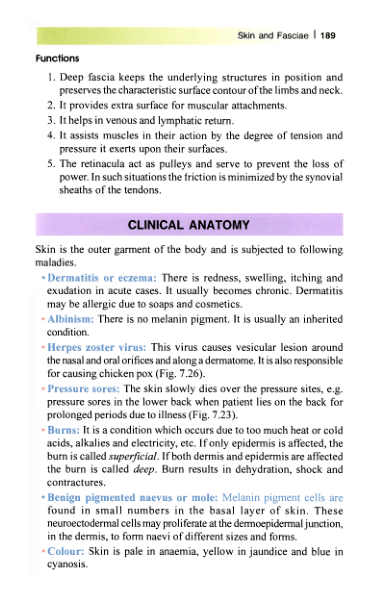 Skin and Fasciae | 189
Functions
1. Deep fascia keeps the underlying structures in position and
preserves the characteristic surface contour of the limbs and neck.
2. It provides extra surface for muscular attachments.
3. It helps in venous and lymphatic return.
4. It assists muscles in their action by the degree of tension and
pressure it exerts upon their surfaces.
5. The retinacula act as pulleys and serve to prevent the loss of
power. In such situations the friction is minimized by the synovial
sheaths of the tendons.
CLINICAL ANATOMY
Skin is the outer garment of the body and is subjected to following
maladies.
• Dermatitis or eczema: There is redness, swelling, itching and
exudation in acute cases. It usually becomes chronic. Dermatitis
may be allergic due to soaps and cosmetics.
• Albinism: There is no melanin pigment. It is usually an inherited
condition.
• Herpes zoster virus: This virus causes vesicular lesion around
the nasal and oral orifices and along a dermatome. It is also responsible
for causing chicken pox (Fig. 7.26).
• Pressure sores: The skin slowly dies over the pressure sites, e.g.
pressure sores in the lower back when patient lies on the back for
prolonged periods due to illness (Fig. 7.23).
• Burns: It is a condition which occurs due to too much heat or cold
acids, alkalies and electricity, etc. If only epidermis is affected, the
burn is called superficial. If both dermis and epidermis are affected
the burn is called deep. Burn results in dehydration, shock and
contractures.
• Benign pigmented naevus or mole: Melanin pigment cells are
found in small numbers in the basal layer of skin. These
neuroectodermal cells may proliferate at the dermoepidermal junction,
in the dermis, to form naevi of different sizes and forms.
• Colour: Skin is pale in anaemia, yellow in jaundice and blue in
cyanosis.